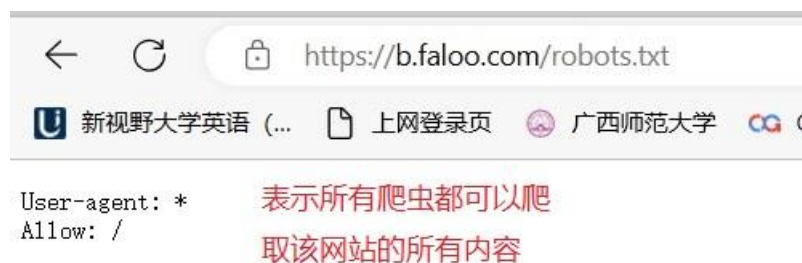 https://b.faloo.com/robots.txt
新视野大学英语 (... 上网登录页 广西师范大学 CG
User-agent: * 表示所有爬虫都可以爬
Allow: / 取该网站的所有内容